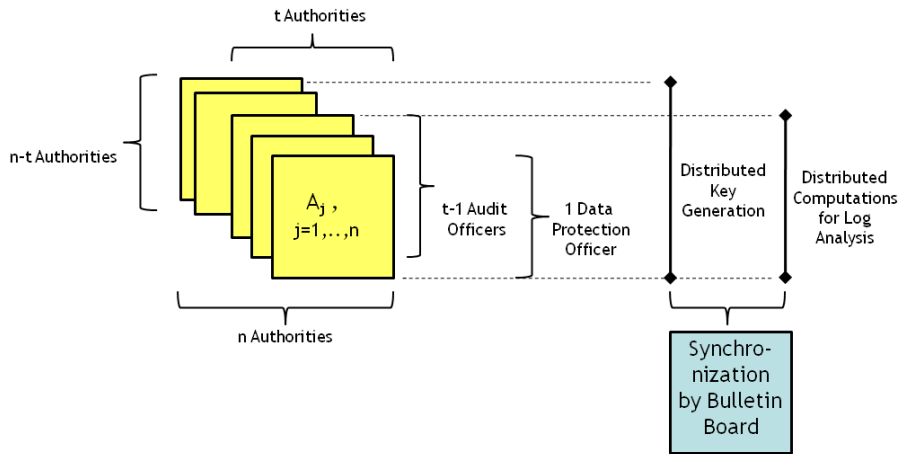 t Authorities
n-t Authorities
A_j ,
j=1,..,n
t-1 Audit
Officers
1 Data
Protection
Officer
Distributed
Key
Generation
Distributed
Computations
for Log
Analysis
n Authorities
Synchro-
nization
by Bulletin
Board